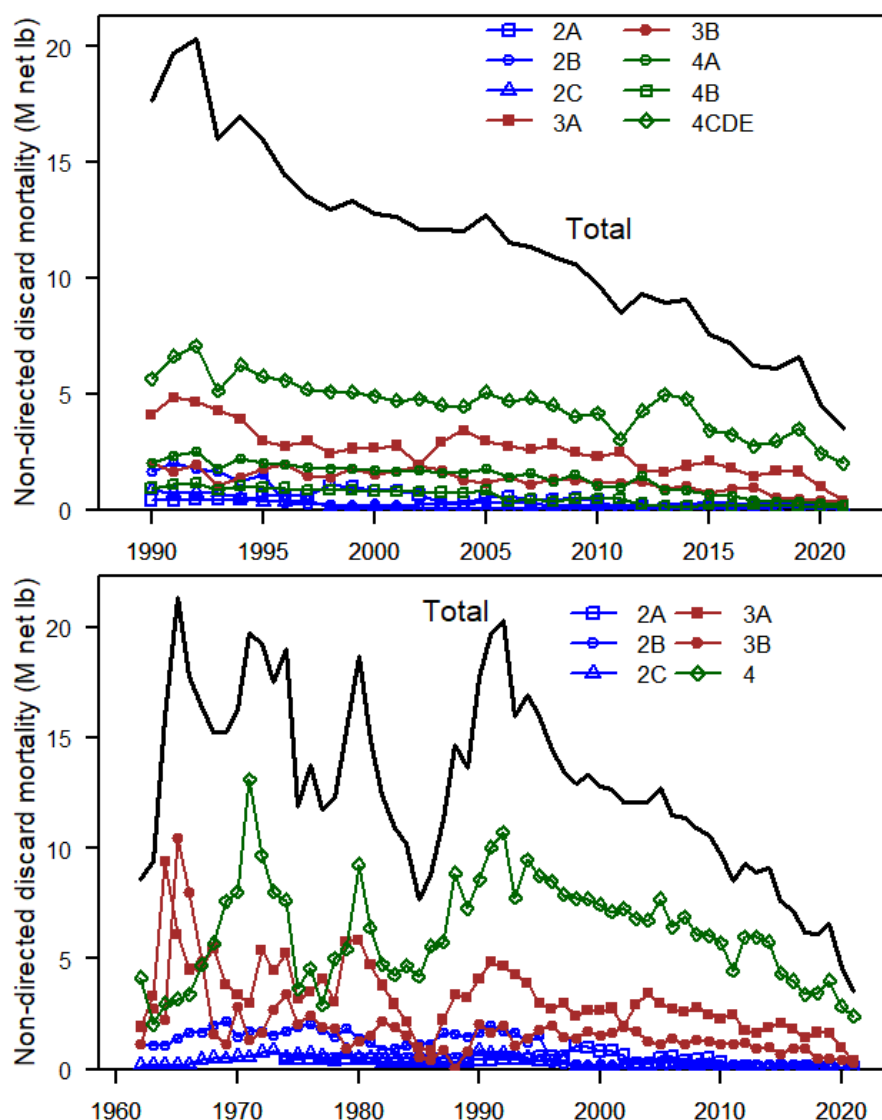 Non-directed discard mortality (M net lb)
20
15
10
5
0
2A 3B
2B 4A
2C 4B
3A 4CDE
Total
1990 1995 2000 2005 2010 2015 2020
Non-directed discard mortality (M net lb)
20
15
10
5
0
Total
2A 3A
2B 3B
2C 4
1960 1970 1980 1990 2000 2010 2020